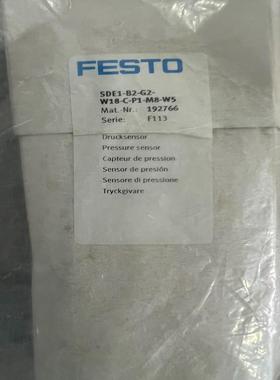 FESTO
SDE1-B2-G2-
W18-C-P1-M8-W5
Mat.-Nr.: 192766
Serie: F113
Drucksensor
Pressure sensor
Capteur de pression
Sensor de presión
Sensore di pressione
Tryckgivare